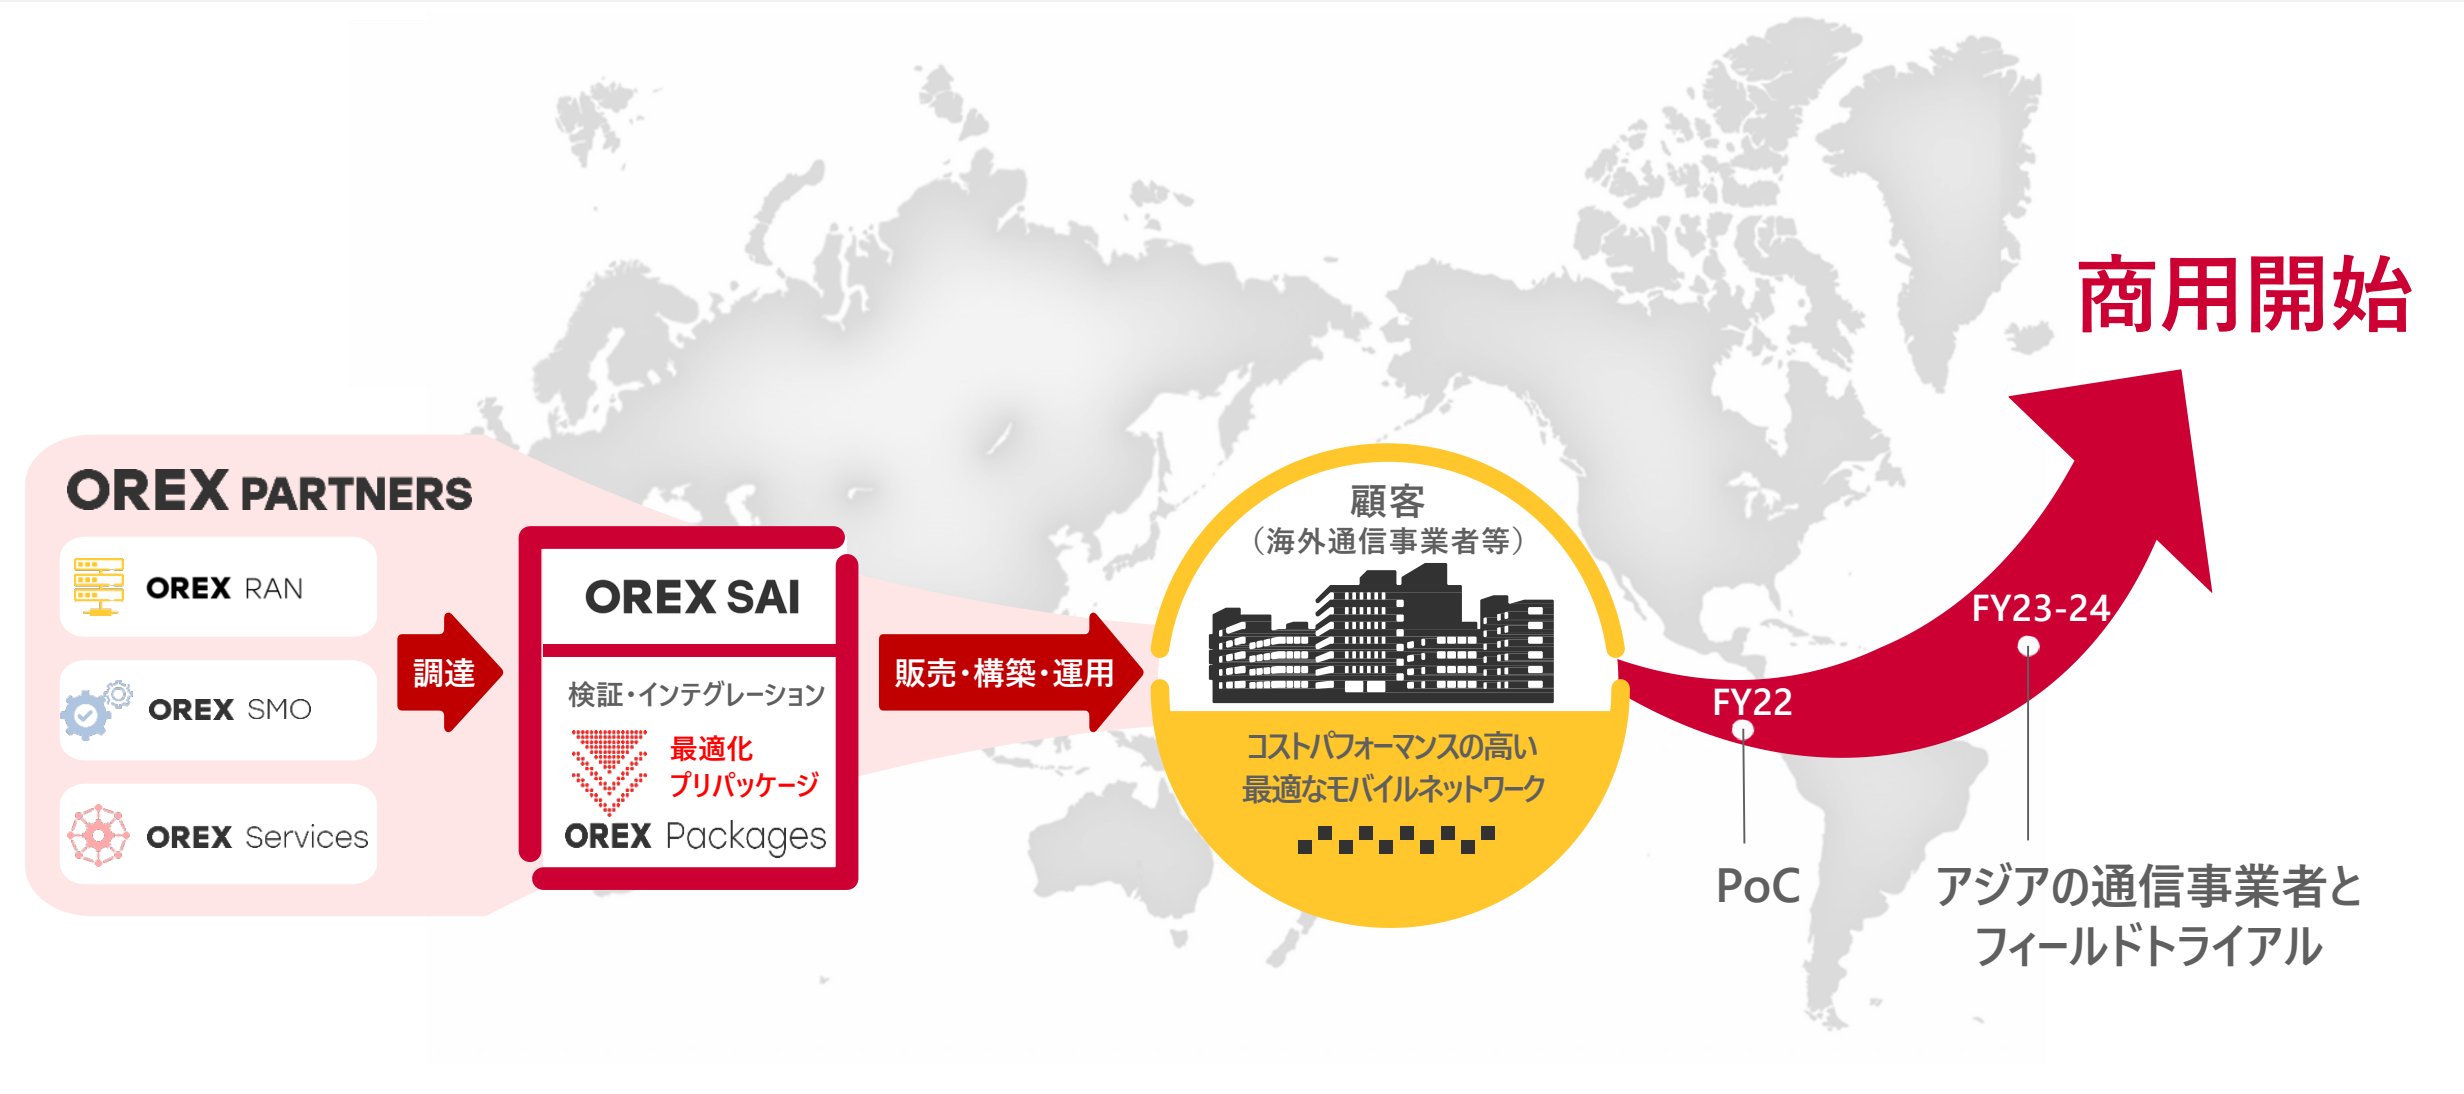 OREX PARTNERS
OREX RAN
OREX SMO
OREX Services
調達
OREX SAI
検証・インテグレーション
最適化
プリパッケージ
OREX Packages
販売・構築・運用
顧客
（海外通信事業者等）
コストパフォーマンスの高い
最適なモバイルネットワーク
商用開始
FY22
PoC
FY23-24
アジアの通信事業者と
フィールドトライアル